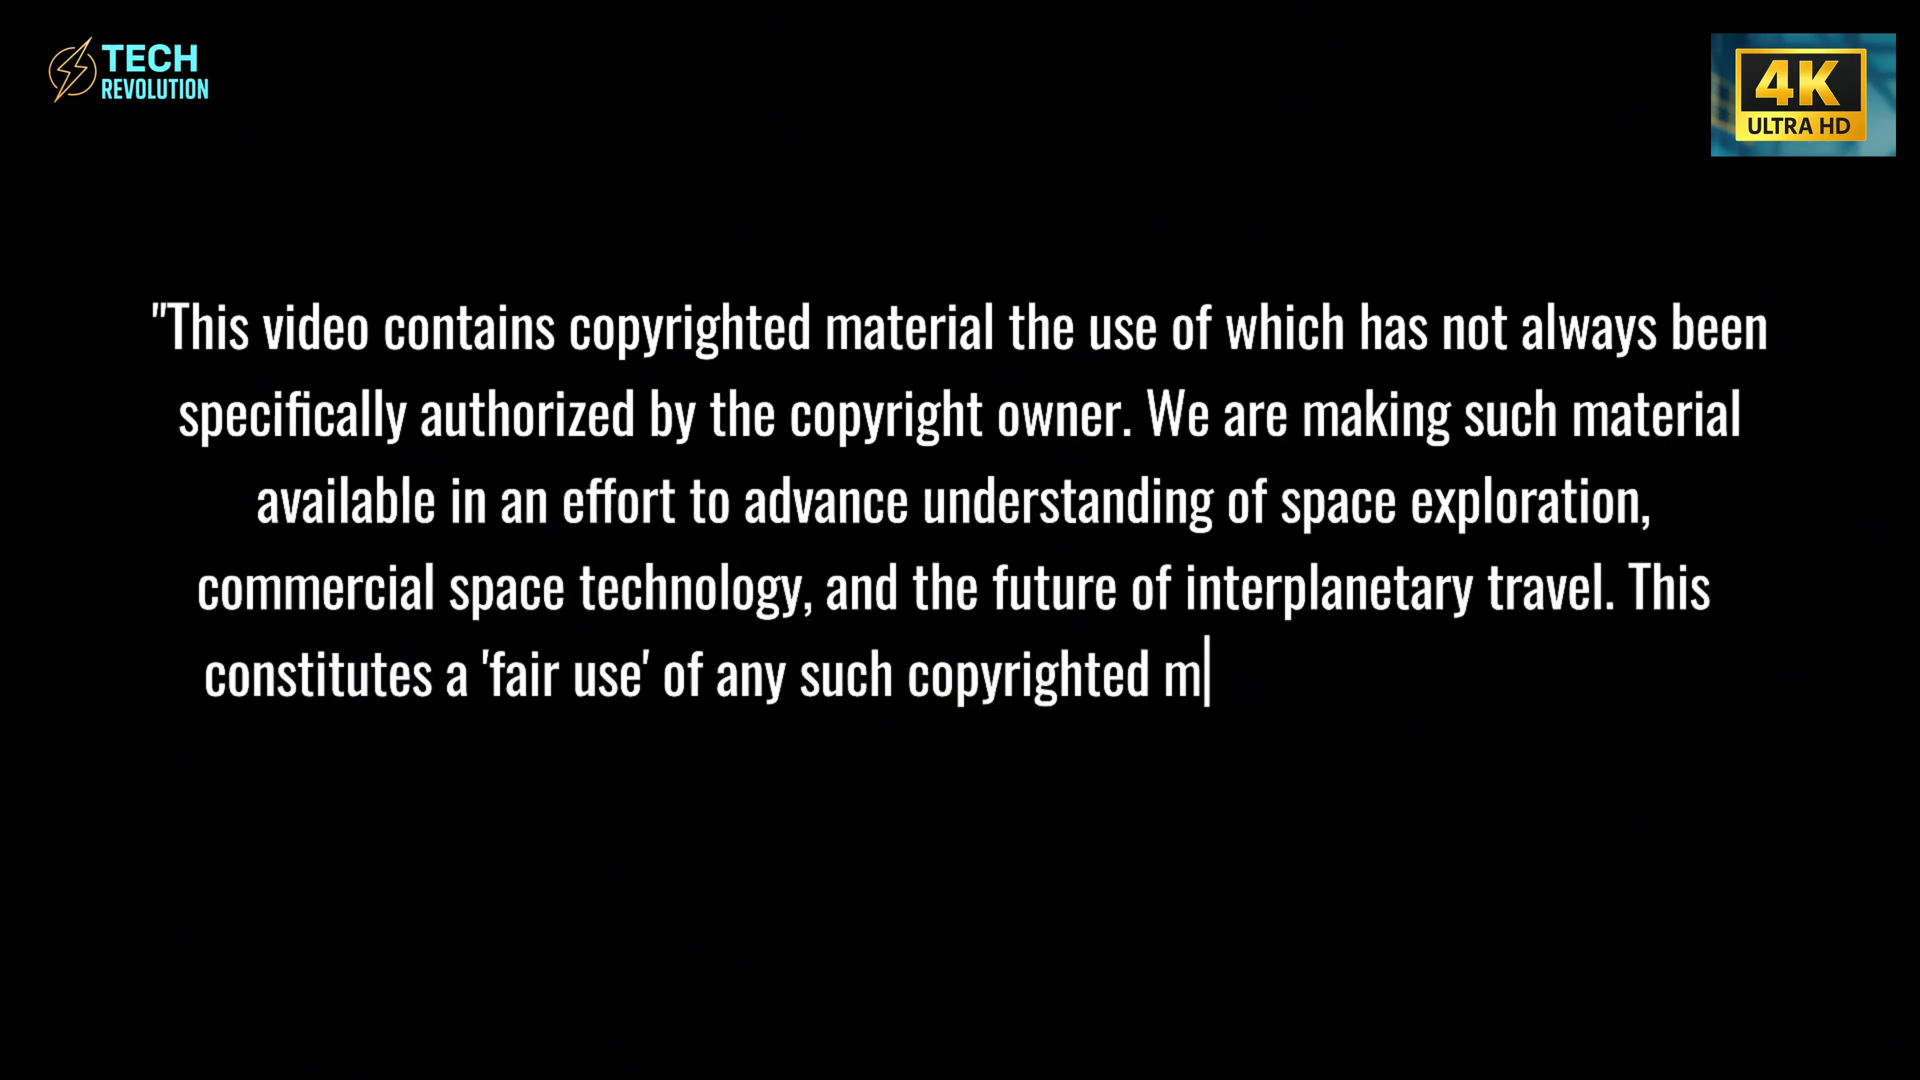 TECH
REVOLUTION
4K
ULTRA HD
"This video contains copyrighted material the use of which has not always been
specifically authorized by the copyright owner. We are making such material
available in an effort to advance understanding of space exploration,
commercial space technology, and the future of interplanetary travel. This
constitutes a 'fair use' of any such copyrighted m